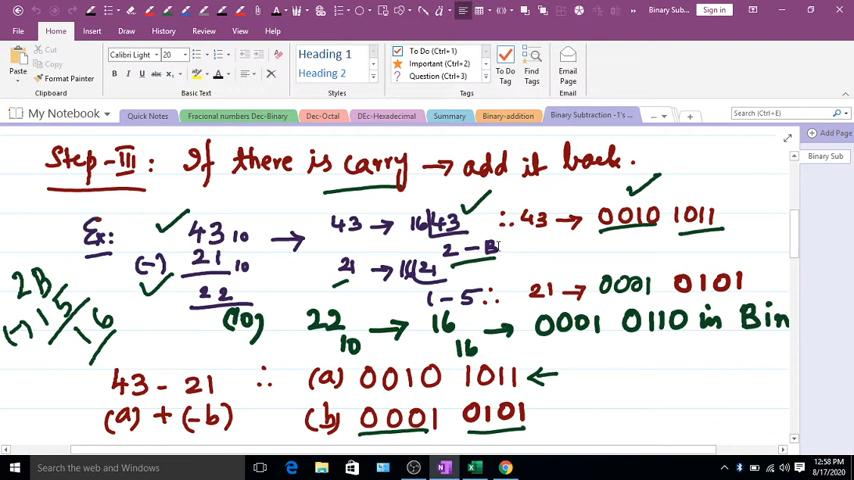 Binary Sub... Sign in
File Home Insert Draw History Review View Help
Paste Cut Copy Format Painter
Calibri Light 20
Heading 1
Heading 2
To Do (Ctrl+1)
Important (Ctrl+2)
Question (Ctrl+3)
To Do Tag
Find Tags
Email Page
Clipboard Basic Text Styles Tags Email
My Notebook Quick Notes Fractional numbers Dec-Binary Dec-Octal DEc-Hexadecimal Summary Binary-addition Binary Subtraction -1's ... + Search (Ctrl+E)
Add Page
Binary Sub
Step-III: If there is carry → add it back.
Ex: 43 10 → 43 → 16|43 ∴ 43 → 0010 1011
2 - B
(-) 21 10 21 → 16|21
1 - 5 ∴ 21 → 0001 0101
22 (10) 22 10 → 16 16 → 0001 0110 in Bin
2B
(-) 15
16
43 - 21 ∴ (a) 0010 1011 ←
(a) + (-b) (b) 0001 0101
Type here to search
12:58 PM
8/17/2020